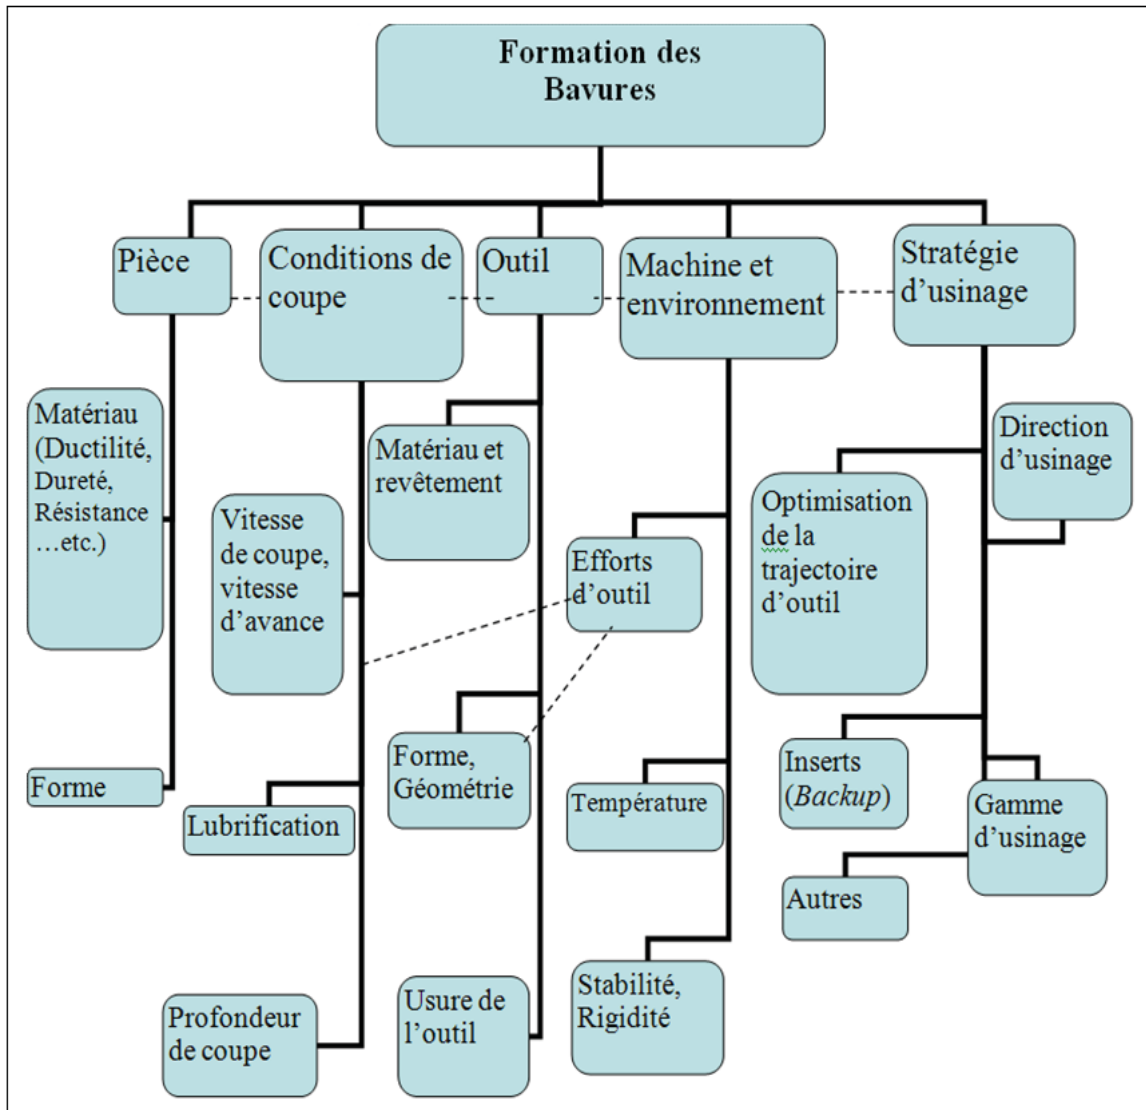 Formation des
Bavures
Pièce
Conditions de
coupe
Outil
Machine et
environnement
Stratégie
d’usinage
Matériau
(Ductilité,
Dureté,
Résistance
…etc.)
Forme
Vitesse
de coupe,
vitesse
d’avance
Lubrification
Profondeur
de coupe
Matériau et
revêtement
Forme,
Géométrie
Usure de
l’outil
Efforts
d’outil
Température
Stabilité,
Rigidité
Direction
d’usinage
Optimisation
de la
trajectoire
d’outil
Inserts
(Backup)
Gamme
d’usinage
Autres